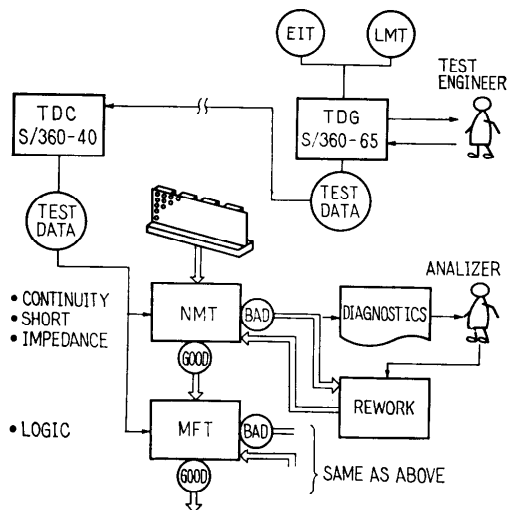 EIT
LMT
TEST
ENGINEER
TDC
S/360-40
TDG
S/360-65
TEST
DATA
TEST
DATA
ANALIZER
• CONTINUITY
• SHORT
• IMPEDANCE
NMT
BAD
DIAGNOSTICS
GOOD
REWORK
• LOGIC
MFT
BAD
SAME AS ABOVE
GOOD